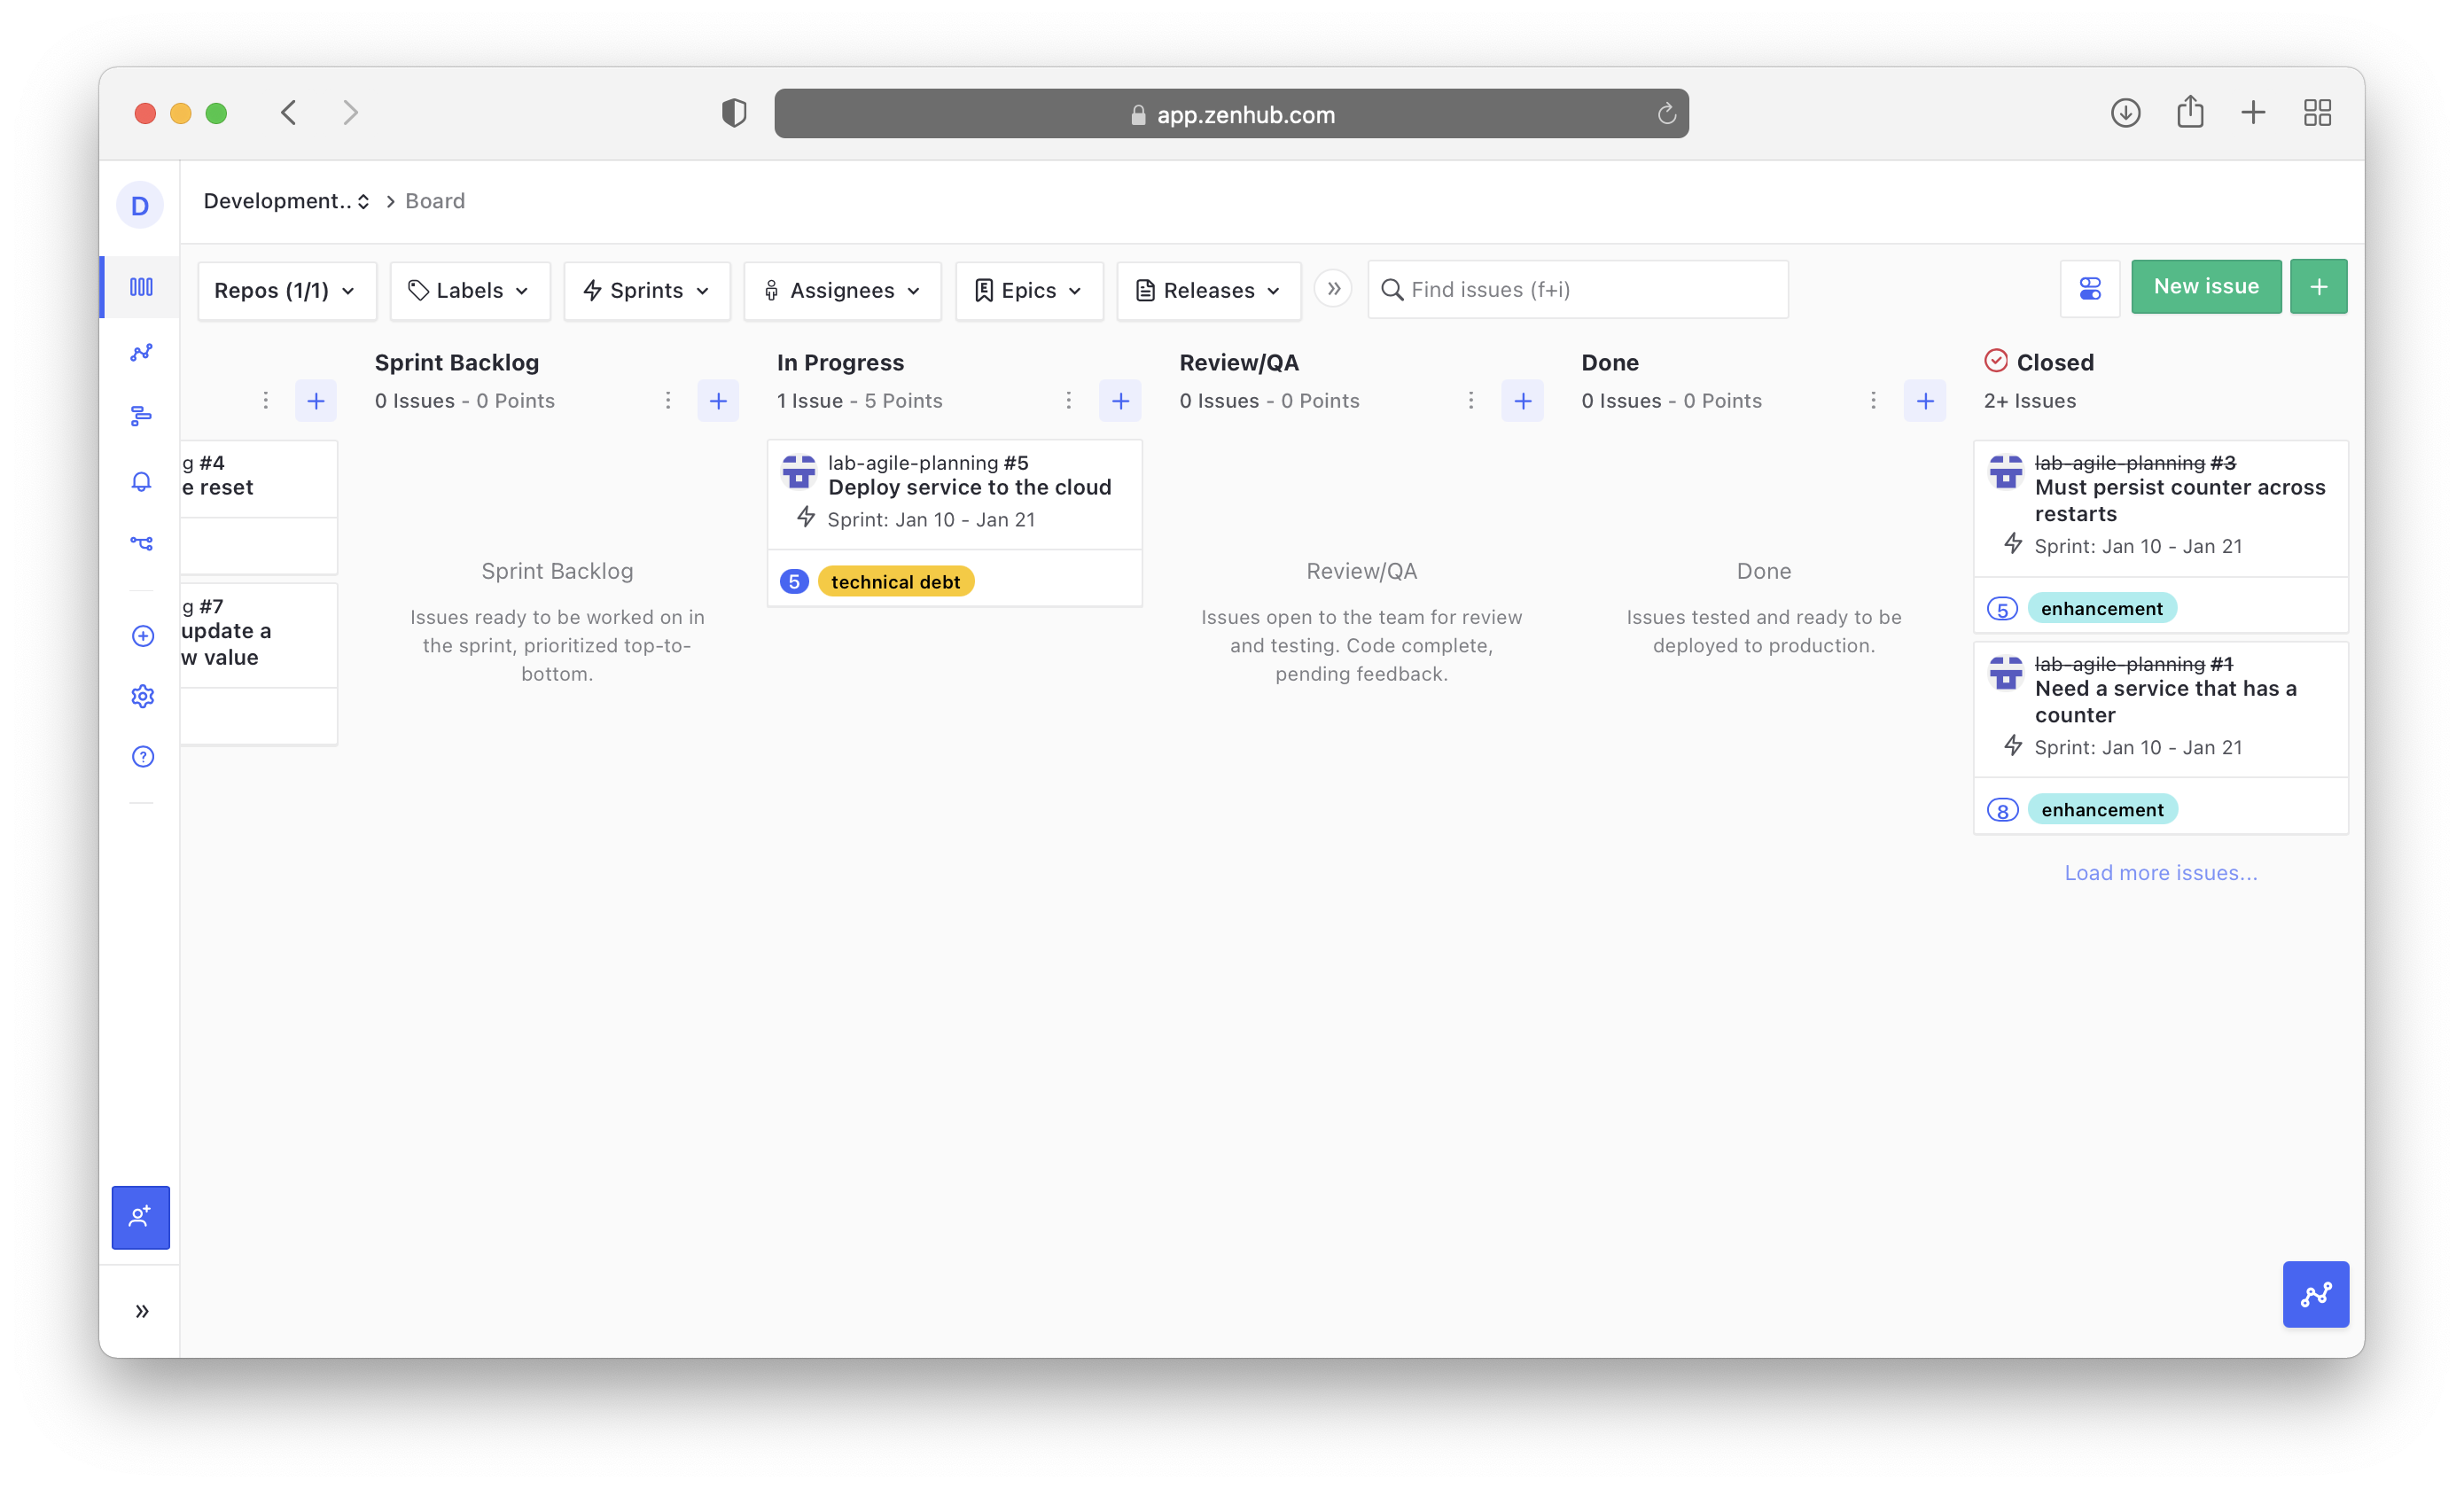 app.zenhub.com
D
Development.. > Board
Repos (1/1)
Labels
Sprints
Assignees
Epics
Releases
Find issues (f+i)
New issue
g #4
e reset
g #7
update a
w value
Sprint Backlog
0 Issues - 0 Points
Sprint Backlog
Issues ready to be worked on in
the sprint, prioritized top-to-
bottom.
In Progress
1 Issue - 5 Points
lab-agile-planning #5
Deploy service to the cloud
Sprint: Jan 10 - Jan 21
5 technical debt
Review/QA
0 Issues - 0 Points
Review/QA
Issues open to the team for review
and testing. Code complete,
pending feedback.
Done
0 Issues - 0 Points
Done
Issues tested and ready to be
deployed to production.
Closed
2+ Issues
lab-agile-planning #3
Must persist counter across
restarts
Sprint: Jan 10 - Jan 21
5 enhancement
lab-agile-planning #1
Need a service that has a
counter
Sprint: Jan 10 - Jan 21
8 enhancement
Load more issues...